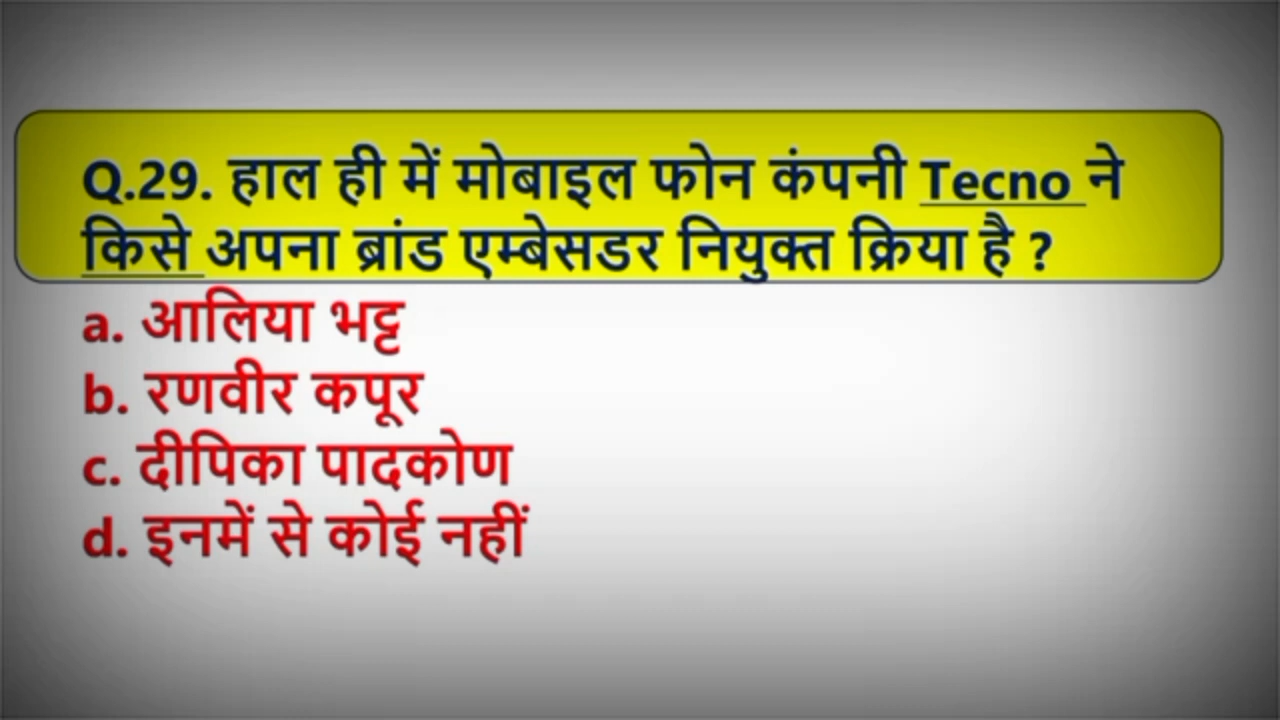 Q.29. हाल ही में मोबाइल फोन कंपनी Tecno ने
किसे अपना ब्रांड एम्बेसडर नियुक्त क्रिया है ?
a. आलिया भट्ट
b. रणवीर कपूर
c. दीपिका पादकोण
d. इनमें से कोई नहीं